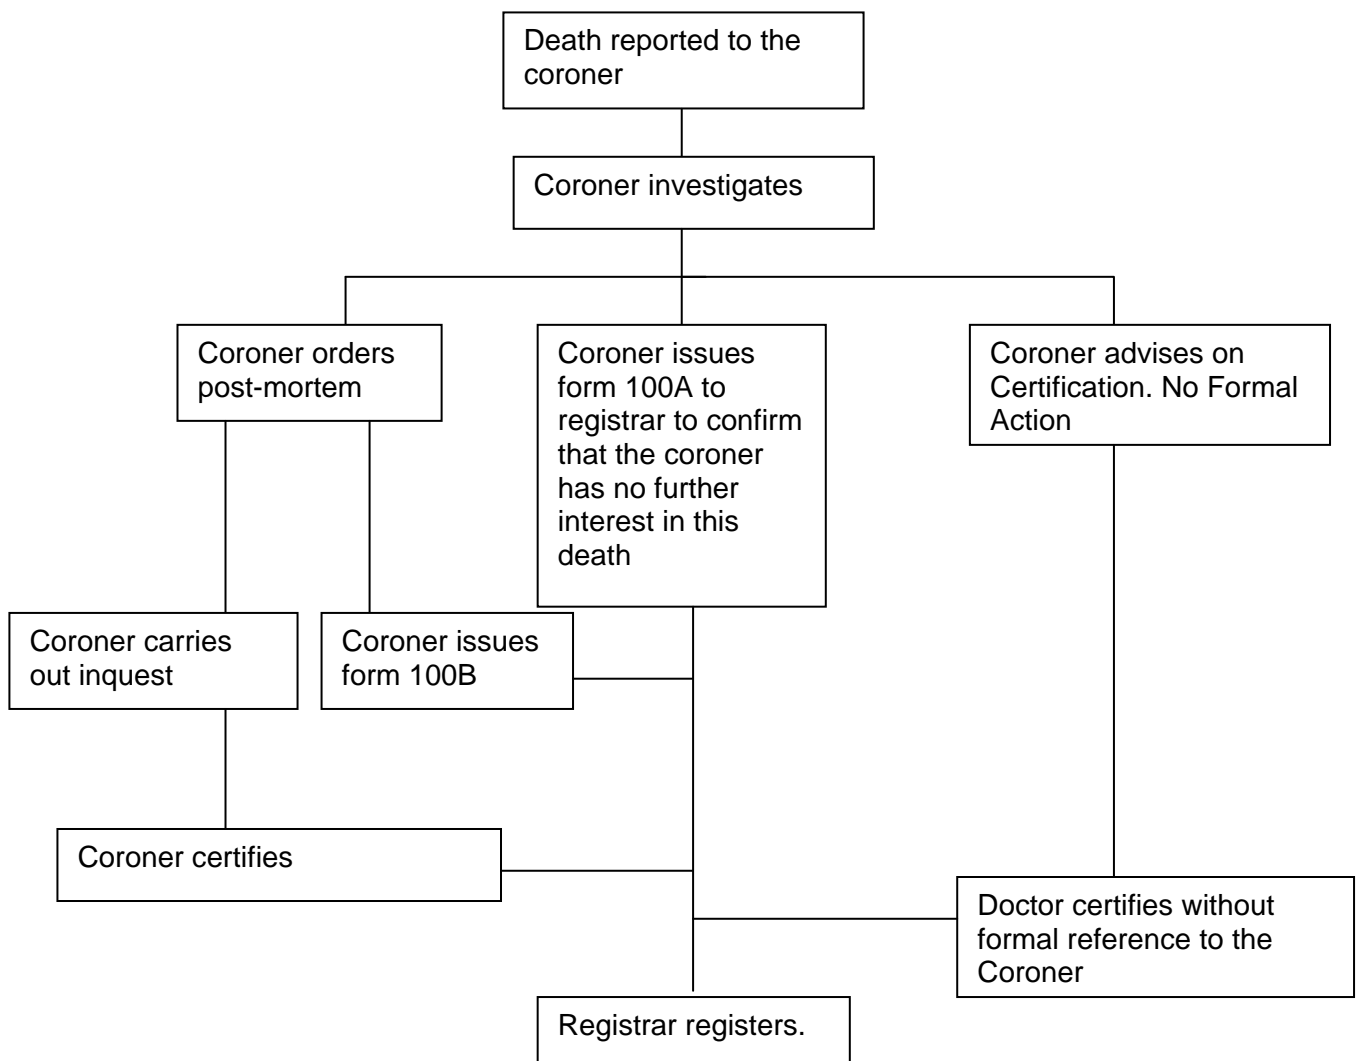 Death reported to the
coroner
Coroner investigates
Coroner orders
post-mortem
Coroner issues
form 100A to
registrar to confirm
that the coroner
has no further
interest in this
death
Coroner advises on
Certification. No Formal
Action
Coroner carries
out inquest
Coroner issues
form 100B
Coroner certifies
Doctor certifies without
formal reference to the
Coroner
Registrar registers.